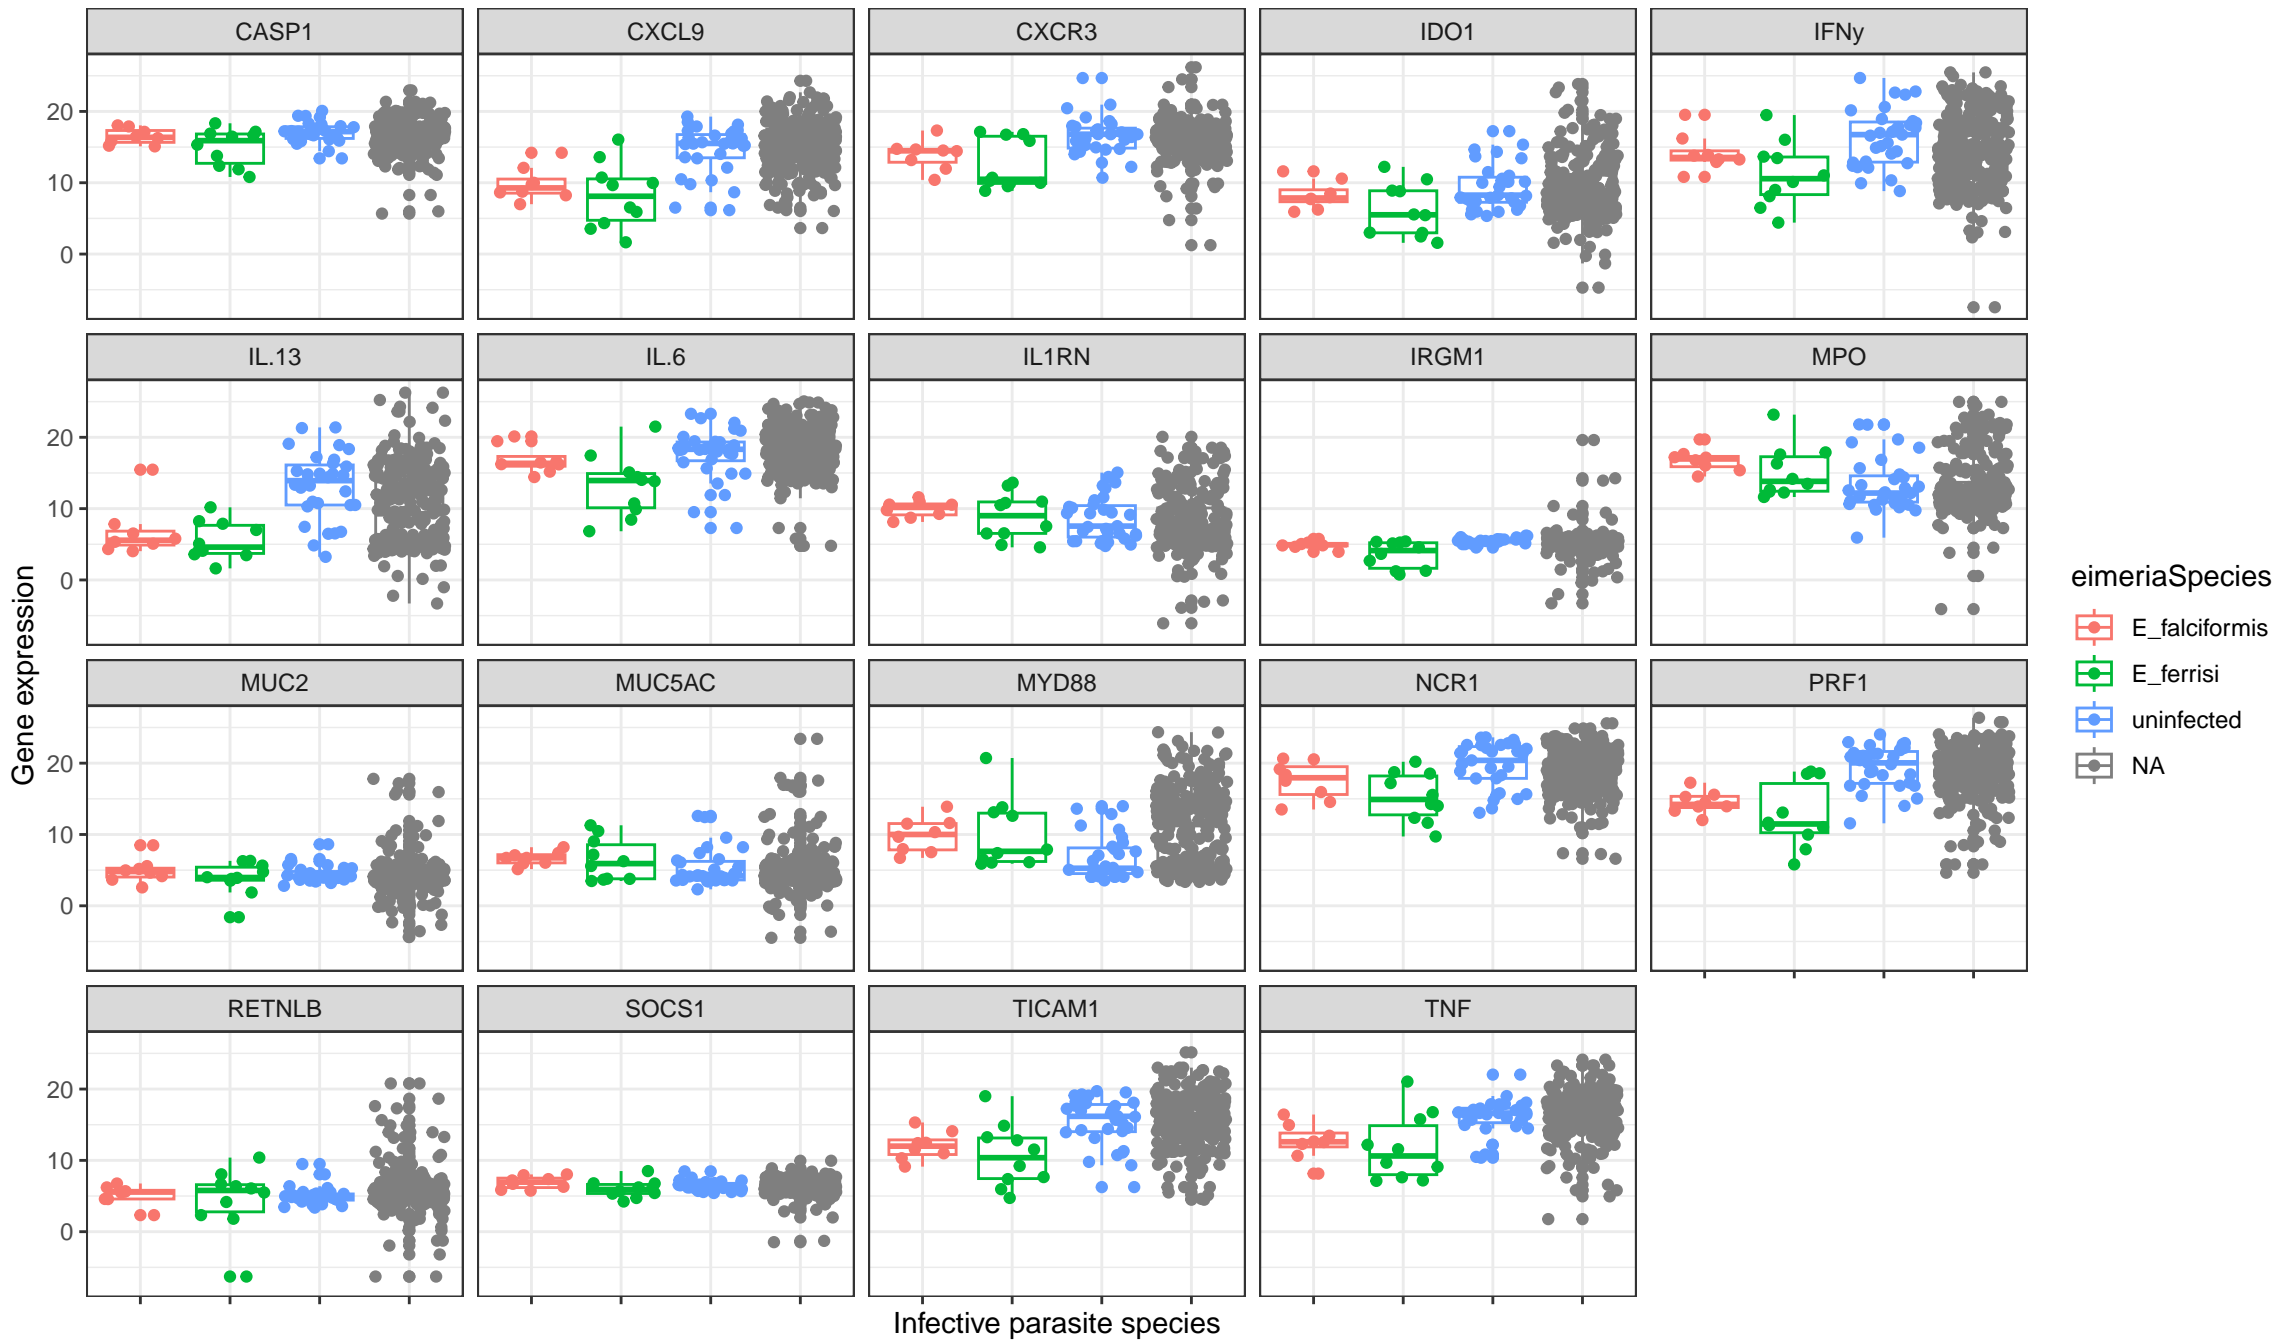 CASP1 CXCL9 CXCR3 IDO1 IFNy
20
10
0
IL.13 IL.6 IL1RN IRGM1 MPO
20
10
0
Gene expression
MUC2 MUC5AC MYD88 NCR1 PRF1
20
10
0
RETNLB SOCS1 TICAM1 TNF
20
10
0
Infective parasite species
eimeriaSpecies
E_falciformis
E_ferrisi
uninfected
NA